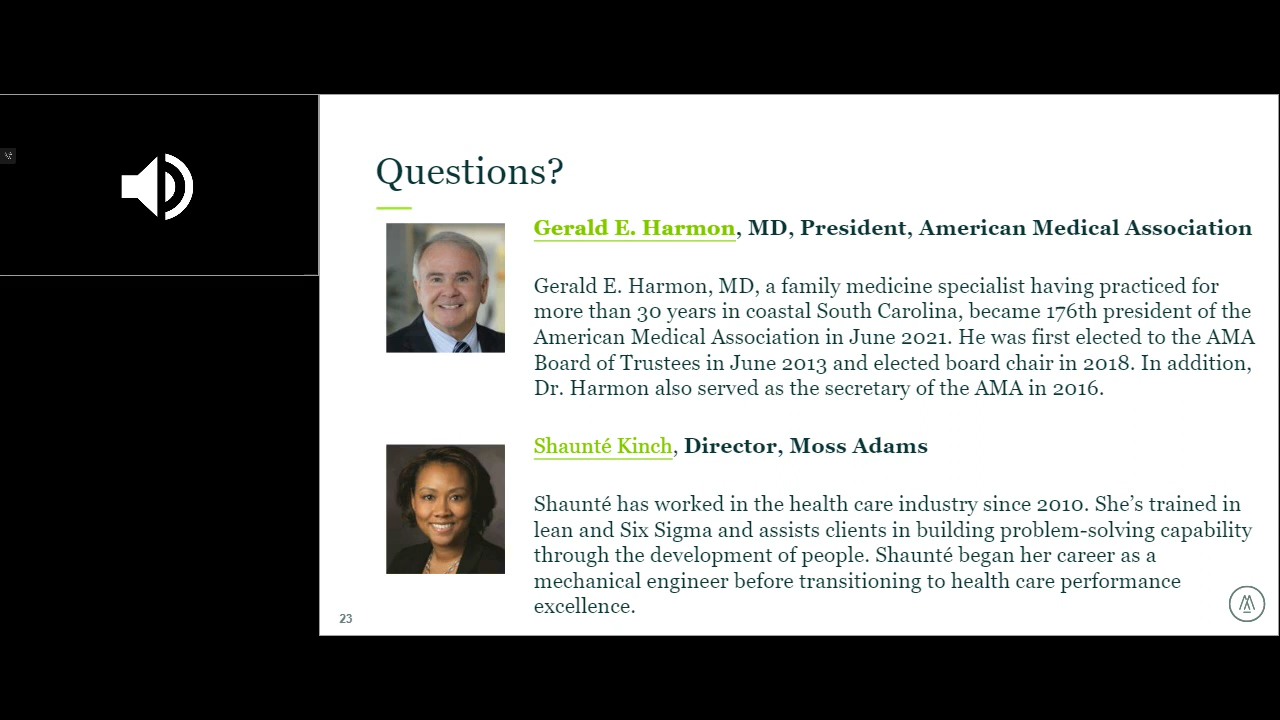 Questions?
Gerald E. Harmon, MD, President, American Medical Association
Gerald E. Harmon, MD, a family medicine specialist having practiced for
more than 30 years in coastal South Carolina, became 176th president of the
American Medical Association in June 2021. He was first elected to the AMA
Board of Trustees in June 2013 and elected board chair in 2018. In addition,
Dr. Harmon also served as the secretary of the AMA in 2016.
Shaunté Kinch, Director, Moss Adams
Shaunté has worked in the health care industry since 2010. She’s trained in
lean and Six Sigma and assists clients in building problem-solving capability
through the development of people. Shaunté began her career as a
mechanical engineer before transitioning to health care performance
excellence.
23